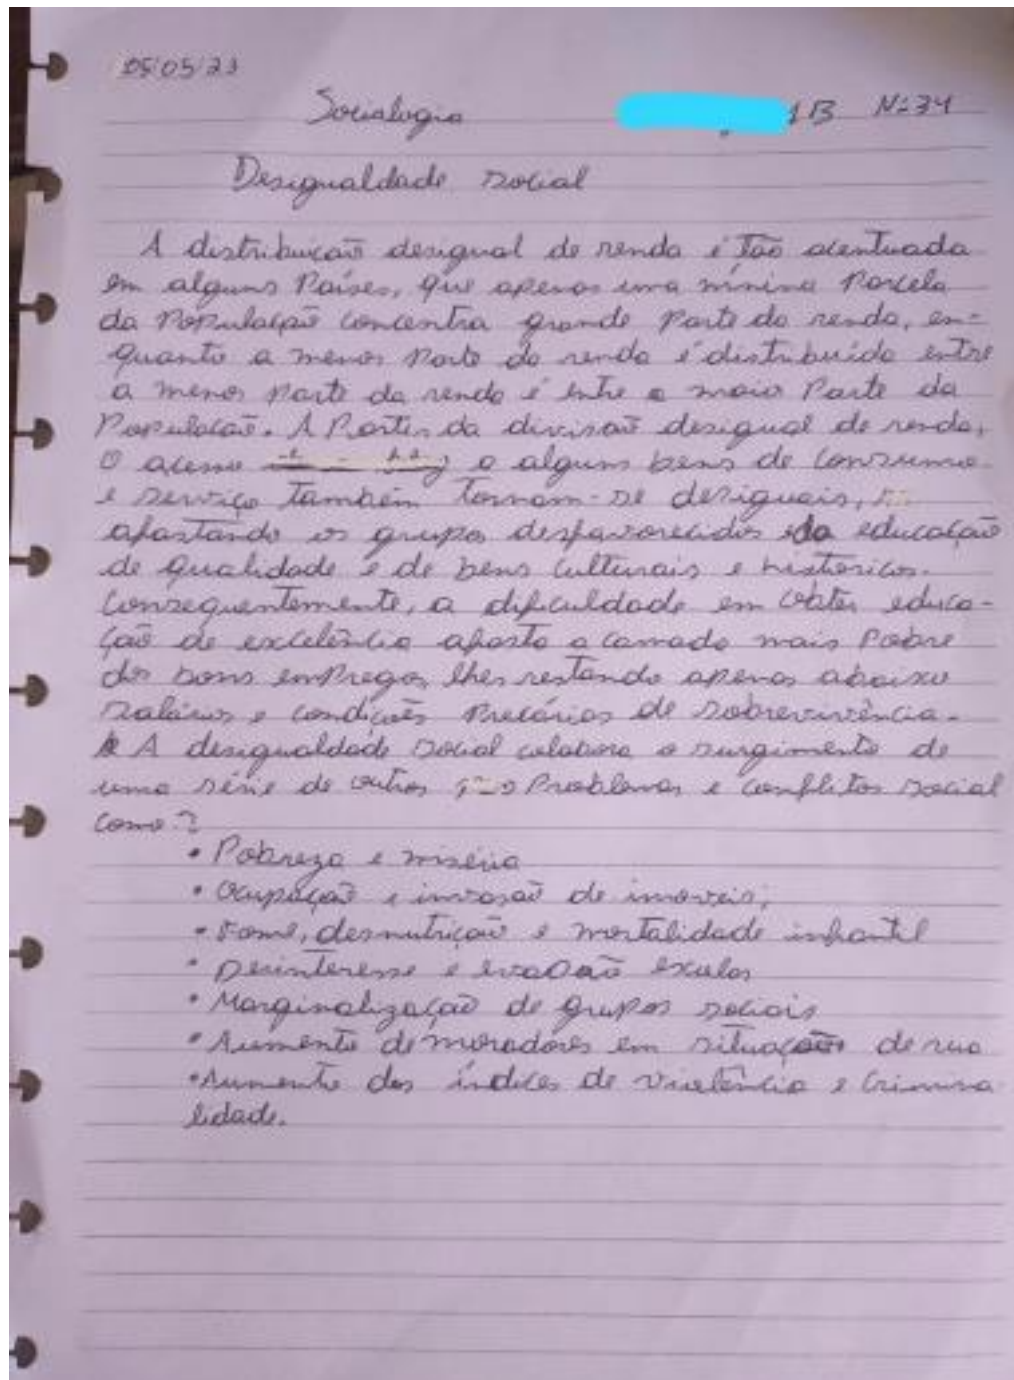 05/05/23
Sociologia 1B Nº34
Desigualdade social
A distribuição desigual de renda é tão acentuada
em alguns Países, que apenas uma mínina Parcela
da População concentra grande parte da renda, en-
quanto a menor Parte da renda é distribuída entre
a menor Parte da renda é entre a maior Parte da
População. A Partir da divisão desigual de renda,
o acesso a alguns bens de consumo
e serviço também tornam-se desiguais,
afastando os grupos desfavorecidos da educação
de qualidade e de bens culturais e históricos.
Consequentemente, a dificuldade em obter educa-
ção de excelência afasta a camada mais Pobre
dos bons empregos, lhes restando apenas abaixo
salários e condições Precárias de sobrevivência.
A desigualdade social colabora o surgimento de
uma série de outros Problemas e conflitos social
como:
• Pobreza e miséria
• Ocupação e invasão de imoveis;
• Fome, desnutrição e mortalidade infantil
• Desinteresse e evasão
• Marginalização de grupos sociais
• Aumento de moradores em situação de rua
• Aumento dos índices de violência e Crimina
lidade.